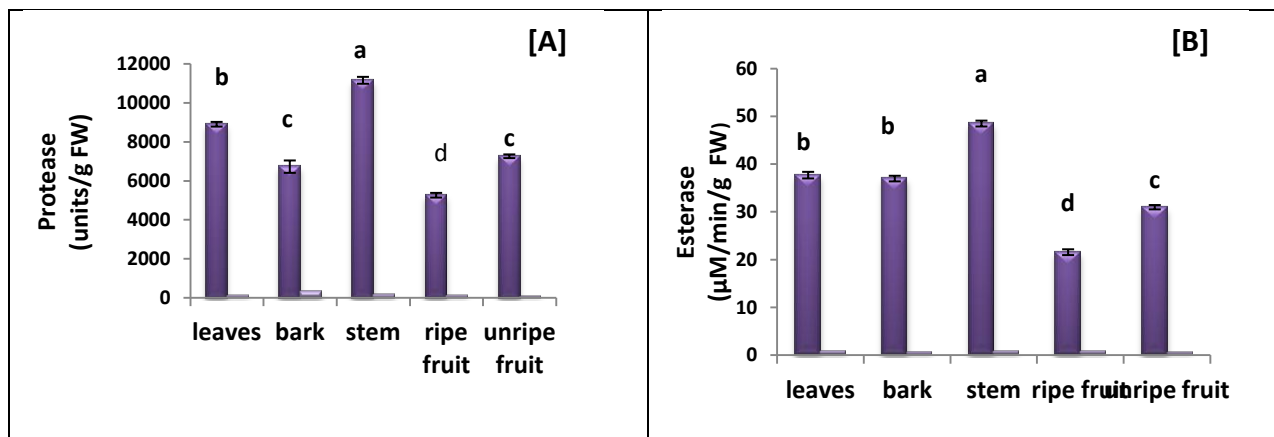 [A]
Protease
(units/g FW)
12000
10000
8000
6000
4000
2000
0
b
c
a
d
c
leaves bark stem ripe unripe
fruit fruit
[B]
Esterase
(µM/min/g FW)
60
50
40
30
20
10
0
b
b
a
d
c
leaves bark stem ripe fruit unripe fruit